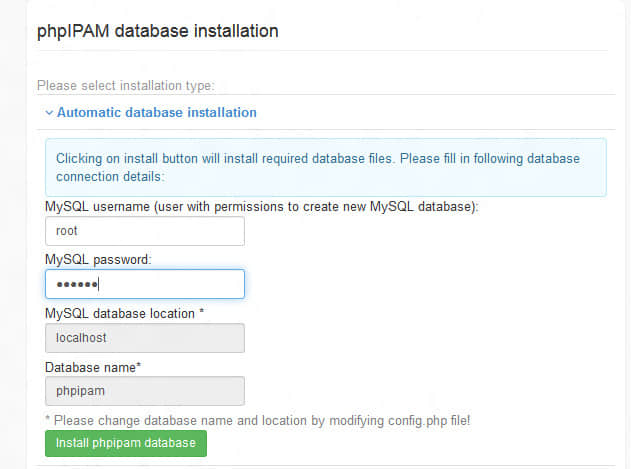 phpIPAM database installation
Please select installation type:
Automatic database installation
Clicking on install button will install required database files. Please fill in following database
connection details:
MySQL username (user with permissions to create new MySQL database):
root
MySQL password:
●●●●●●
MySQL database location *
localhost
Database name*
phpipam
* Please change database name and location by modifying config.php file!
Install phpipam database